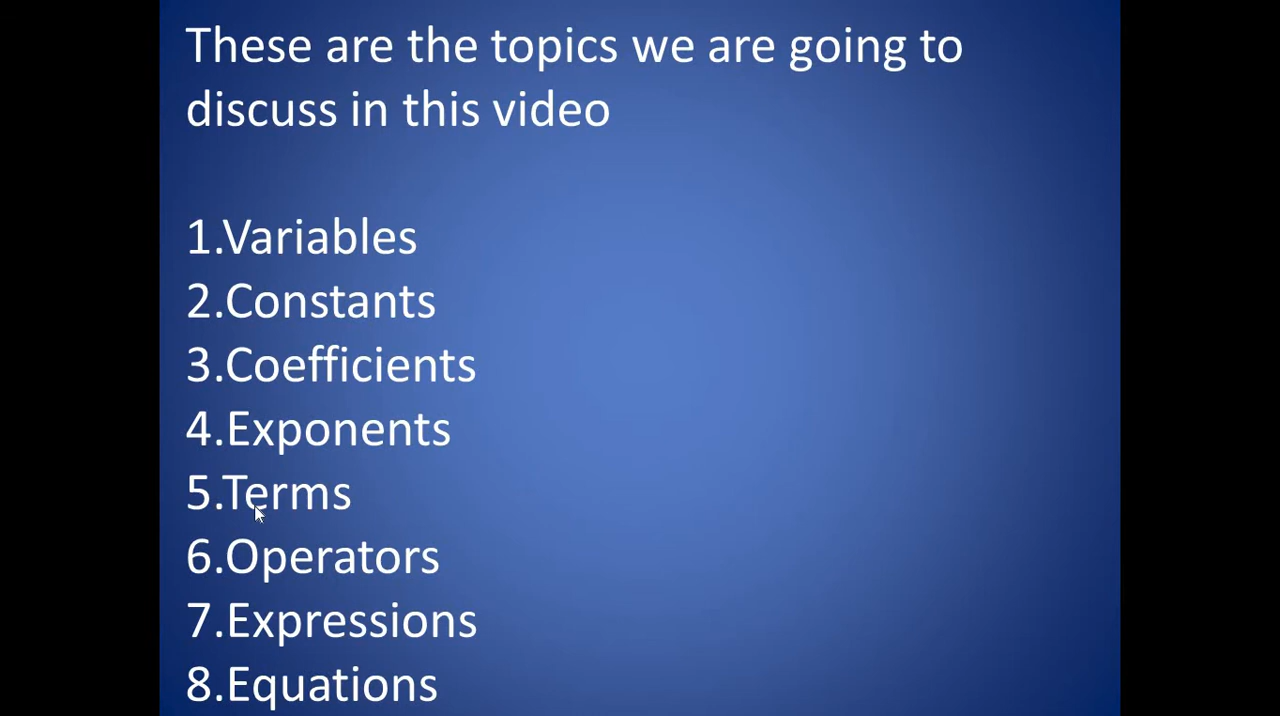 These are the topics we are going to
discuss in this video
1.Variables
2.Constants
3.Coefficients
4.Exponents
5.Terms
6.Operators
7.Expressions
8.Equations